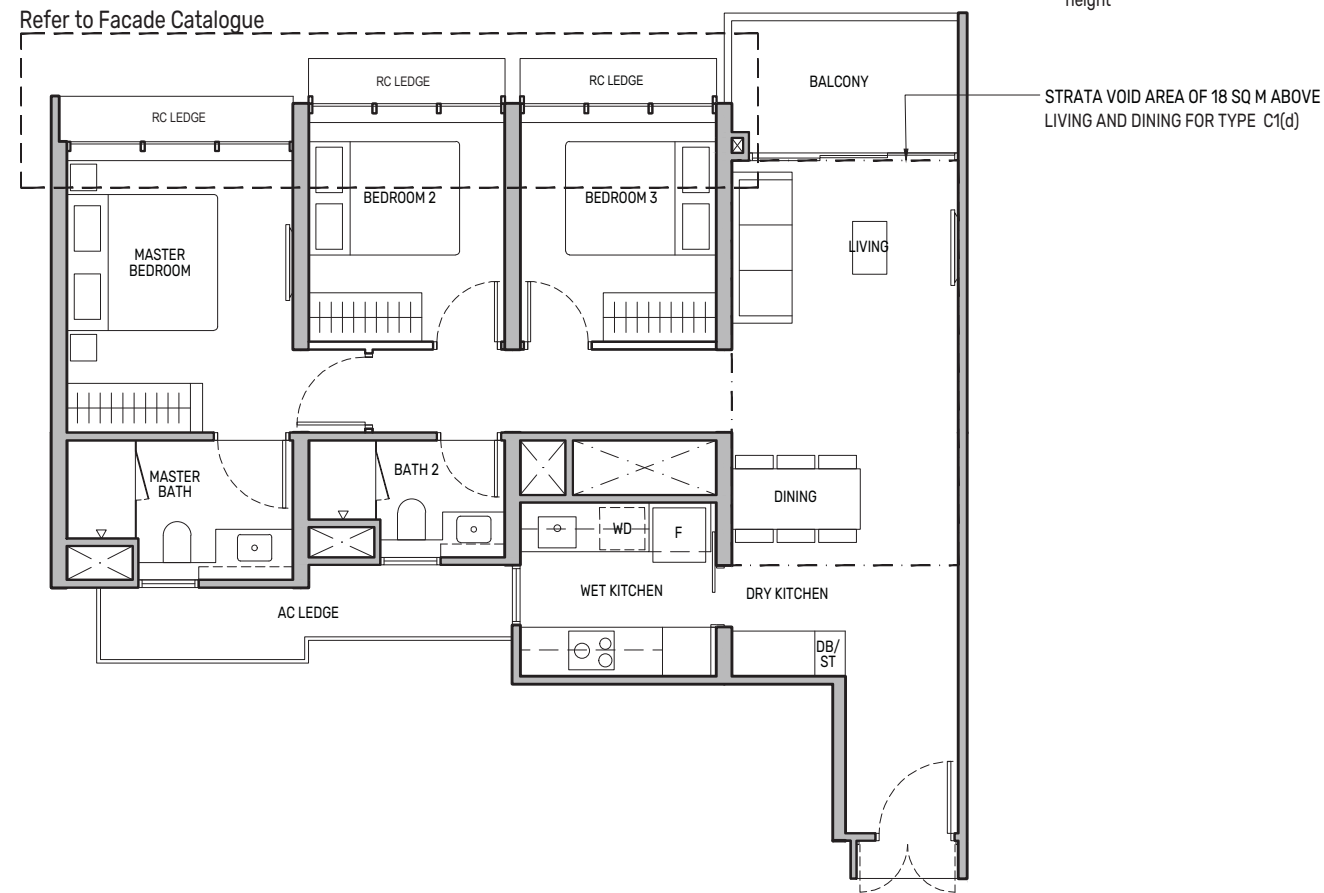 height
Refer to Facade Catalogue
RC LEDGE
RC LEDGE
BALCONY
STRATA VOID AREA OF 18 SQ M ABOVE
LIVING AND DINING FOR TYPE C1(d)
RC LEDGE
BEDROOM 2
BEDROOM 3
MASTER
BEDROOM
LIVING
MASTER
BATH
BATH 2
DINING
WD
F
WET KITCHEN
DRY KITCHEN
AC LEDGE
DB/
ST